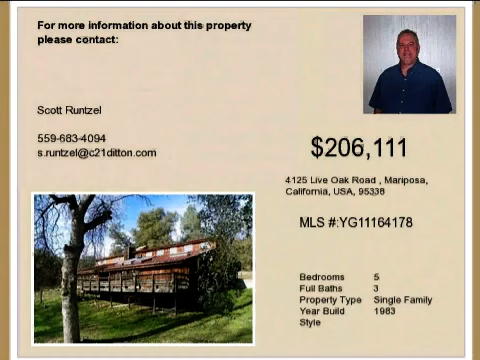 For more information about this property
please contact:
Scott Runtzel
559-683-4094
s.runtzel@c21ditton.com
$206,111
4125 Live Oak Road , Mariposa,
California, USA, 95338
MLS #:YG11164178
Bedrooms 5
Full Baths 3
Property Type Single Family
Year Build 1983
Style